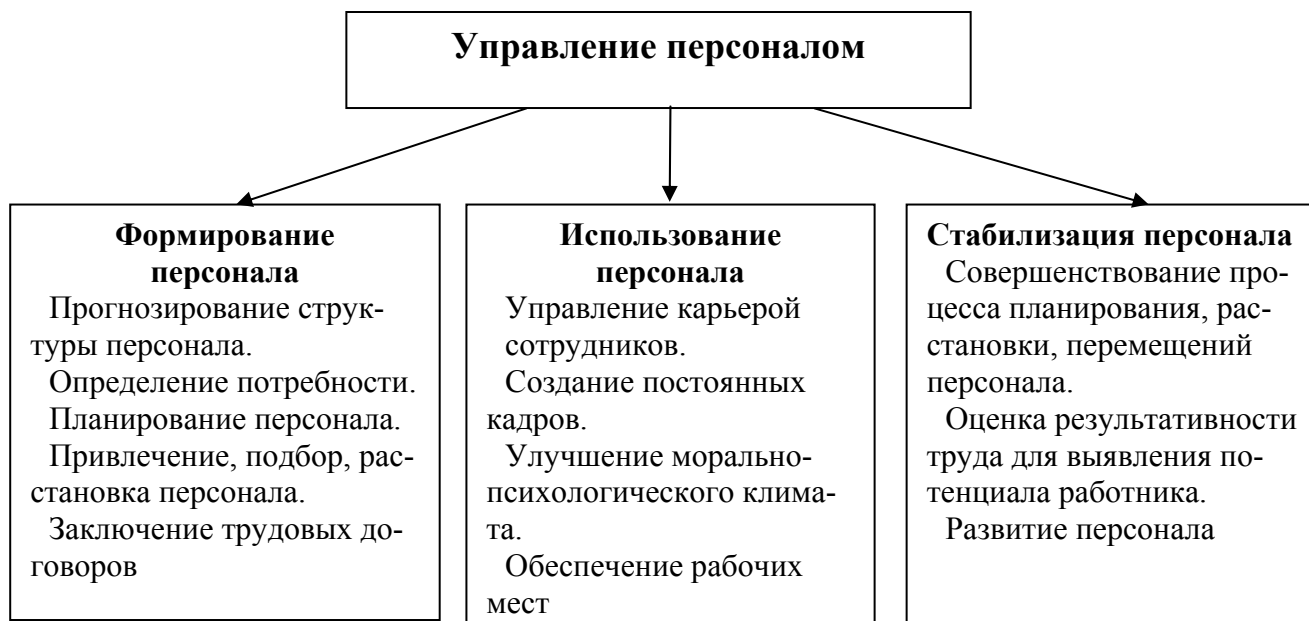 Управление персоналом
Формирование
персонала
Прогнозирование струк-
туры персонала.
Определение потребности.
Планирование персонала.
Привлечение, подбор, рас-
становка персонала.
Заключение трудовых до-
говоров
Использование
персонала
Управление карьерой
сотрудников.
Создание постоянных
кадров.
Улучшение морально-
психологического клима-
та.
Обеспечение рабочих
мест
Стабилизация персонала
Совершенствование про-
цесса планирования, рас-
становки, перемещений
персонала.
Оценка результативности
труда для выявления по-
тенциала работника.
Развитие персонала